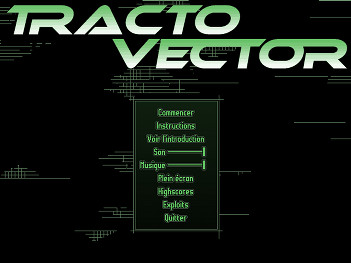 TRACTO
VECTOR
Commencer
Instructions
Voir l'introduction
Son
Musique
Plein écran
Highscores
Exploits
Quitter